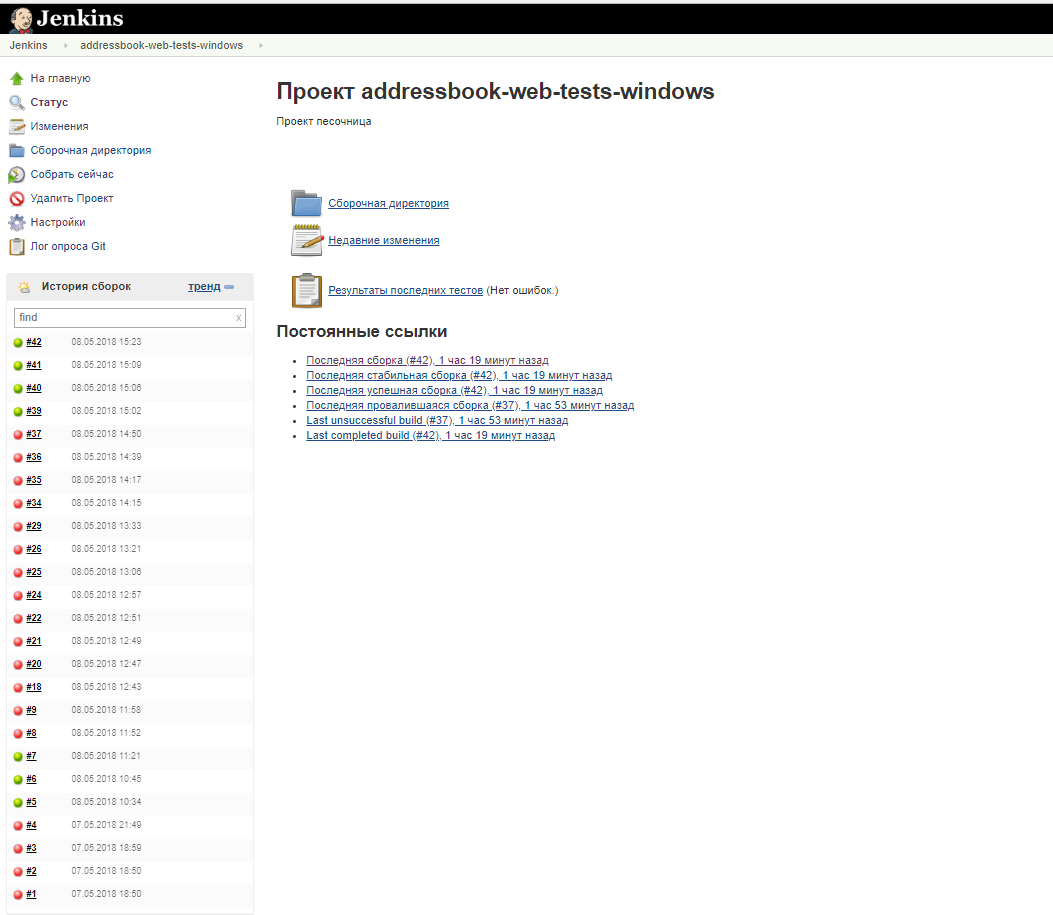 Jenkins
Jenkins addressbook-web-tests-windows
На главную
Статус
Изменения
Сборочная директория
Собрать сейчас
Удалить Проект
Настройки
Лог опроса Git
История сборок тренд
find x
#42 08.05.2018 15:23
#41 08.05.2018 15:09
#40 08.05.2018 15:06
#39 08.05.2018 15:02
#37 08.05.2018 14:50
#36 08.05.2018 14:39
#35 08.05.2018 14:17
#34 08.05.2018 14:15
#29 08.05.2018 13:33
#26 08.05.2018 13:21
#25 08.05.2018 13:06
#24 08.05.2018 12:57
#22 08.05.2018 12:51
#21 08.05.2018 12:49
#20 08.05.2018 12:47
#18 08.05.2018 12:43
#9 08.05.2018 11:58
#8 08.05.2018 11:52
#7 08.05.2018 11:21
#6 08.05.2018 10:45
#5 08.05.2018 10:34
#4 07.05.2018 21:49
#3 07.05.2018 18:59
#2 07.05.2018 18:50
#1 07.05.2018 18:50
Проект addressbook-web-tests-windows
Проект песочница
Сборочная директория
Недавние изменения
Результаты последних тестов (Нет ошибок.)
Постоянные ссылки
Последняя сборка (#42), 1 час 19 минут назад
Последняя стабильная сборка (#42), 1 час 19 минут назад
Последняя успешная сборка (#42), 1 час 19 минут назад
Последняя провалившаяся сборка (#37), 1 час 53 минут назад
Last unsuccessful build (#37), 1 час 53 минут назад
Last completed build (#42), 1 час 19 минут назад